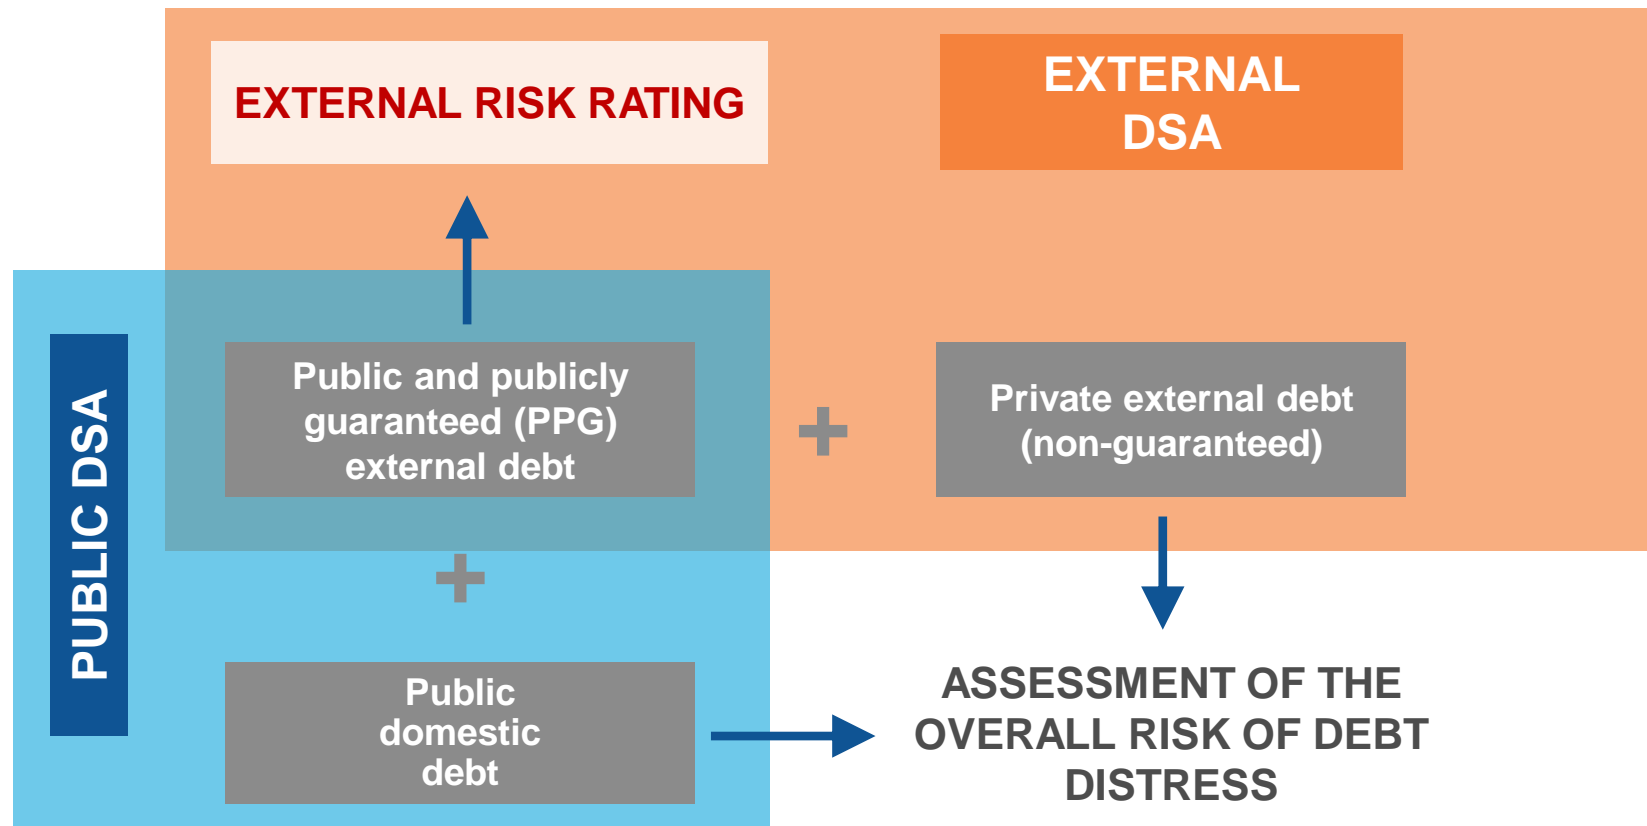 EXTERNAL RISK RATING
EXTERNAL
DSA
PUBLIC DSA
Public and publicly
guaranteed (PPG)
external debt
Private external debt
(non-guaranteed)
Public
domestic
debt
ASSESSMENT OF THE
OVERALL RISK OF DEBT
DISTRESS